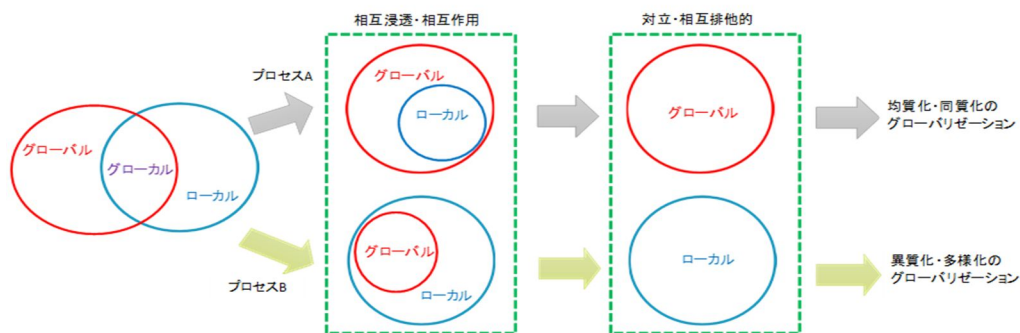 相互浸透・相互作用
対立・相互排他的
プロセスA
グローバル
グローカル
ローカル
グローバル
ローカル
グローバル
均質化・同質化の
グローバリゼーション
プロセスB
グローバル
ローカル
ローカル
異質化・多様化の
グローバリゼーション